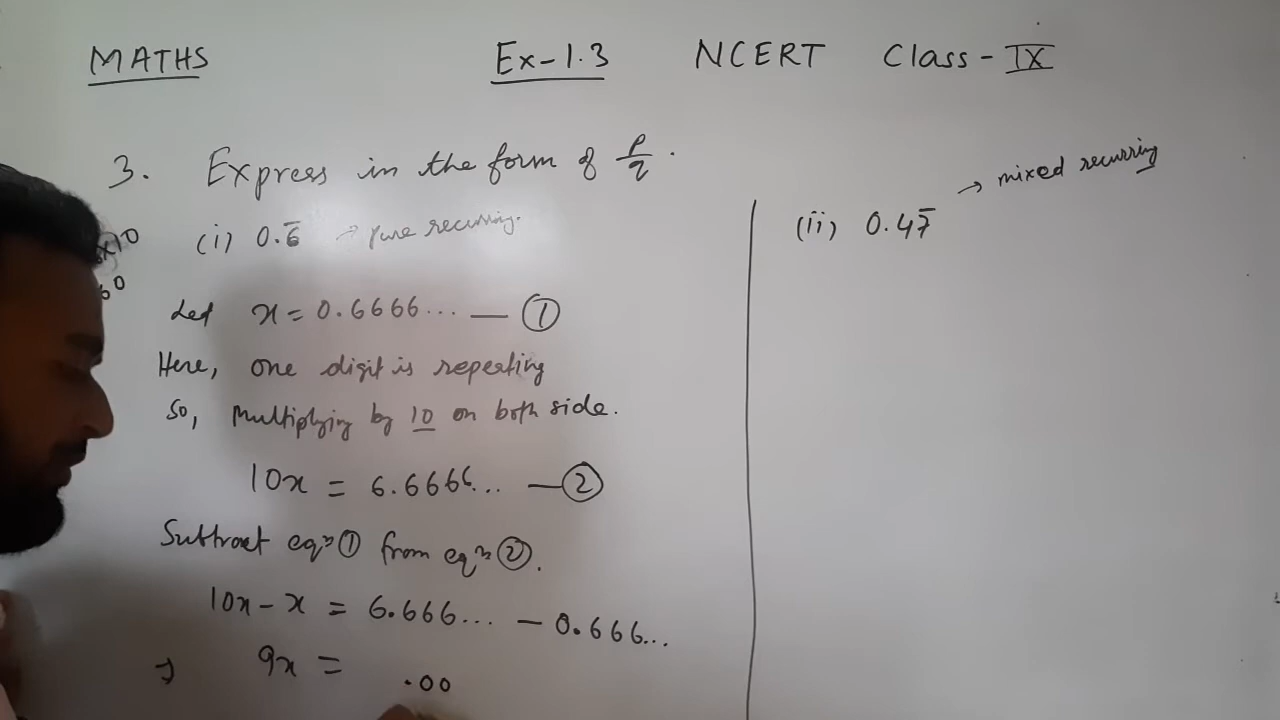 MATHS Ex-1.3 NCERT Class-IX
3. Express in the form of p/q.
(i) 0.6̅ → pure recurring.
x10
60
Let x = 0.6666... — ①
Here, one digit is repeating
So, Multiplying by 10 on both side.
10x = 6.6666... — ②
Subtract eqⁿ ① from eqⁿ ②.
10x - x = 6.666... - 0.666...
⇒ 9x = .00
(ii) 0.47̅ → mixed recurring